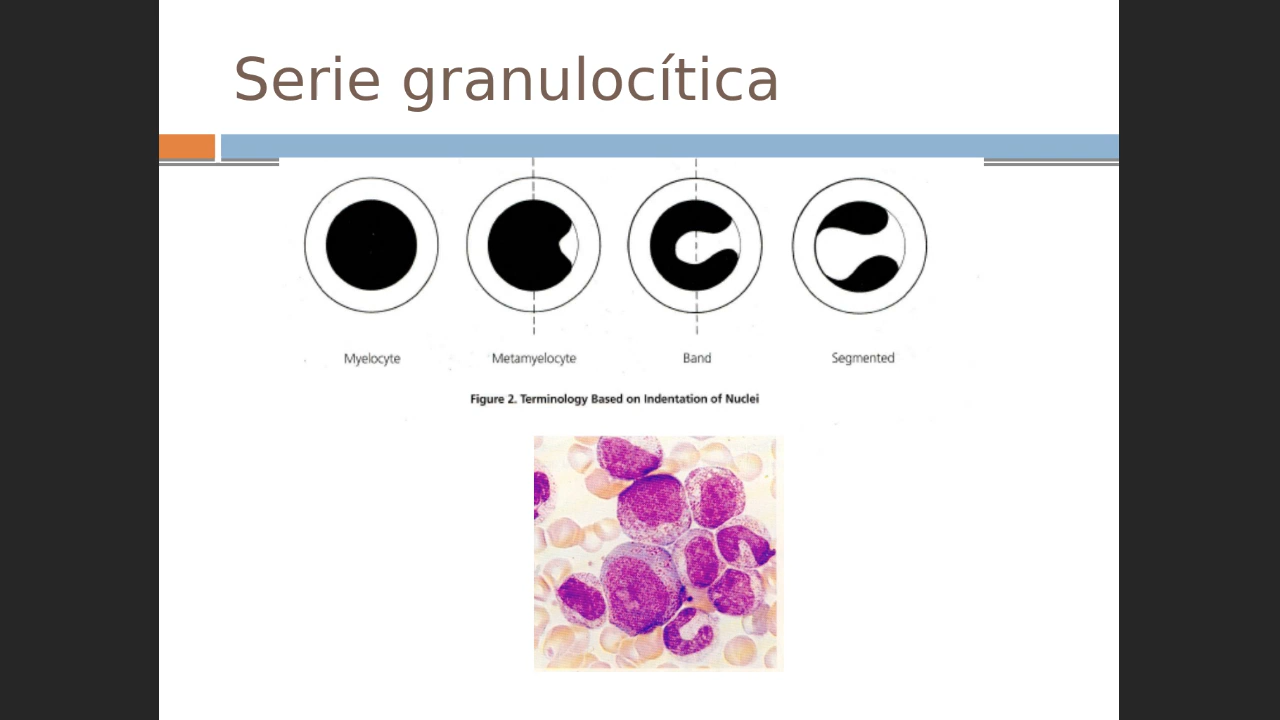 Serie granulocítica
Myelocyte Metamyelocyte Band Segmented
Figure 2. Terminology Based on Indentation of Nuclei